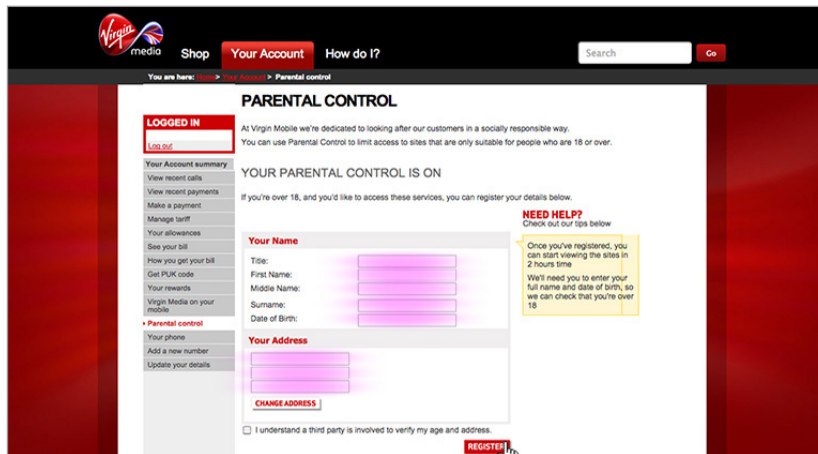 Virgin
media
Shop
Your Account
How do I?
Search
Go
You are here: Home> Your Account > Parental control
LOGGED IN
Log out
Your Account summary
View recent calls
View recent payments
Make a payment
Manage tariff
Your allowances
See your bill
How you get your bill
Get PUK code
Your rewards
Virgin Media on your
mobile
Parental control
Your phone
Add a new number
Update your details
PARENTAL CONTROL
At Virgin Mobile we're dedicated to looking after our customers in a socially responsible way.
You can use Parental Control to limit access to sites that are only suitable for people who are 18 or over.
YOUR PARENTAL CONTROL IS ON
If you're over 18, and you'd like to access these services, you can register your details below.
Your Name
Title:
First Name:
Middle Name:
Surname:
Date of Birth:
Your Address
CHANGE ADDRESS
I understand a third party is involved to verify my age and address.
REGISTER
NEED HELP?
Check out our tips below
Once you've registered, you
can start viewing the sites in
2 hours time
We'll need you to enter your
full name and date of birth, so
we can check that you're over
18